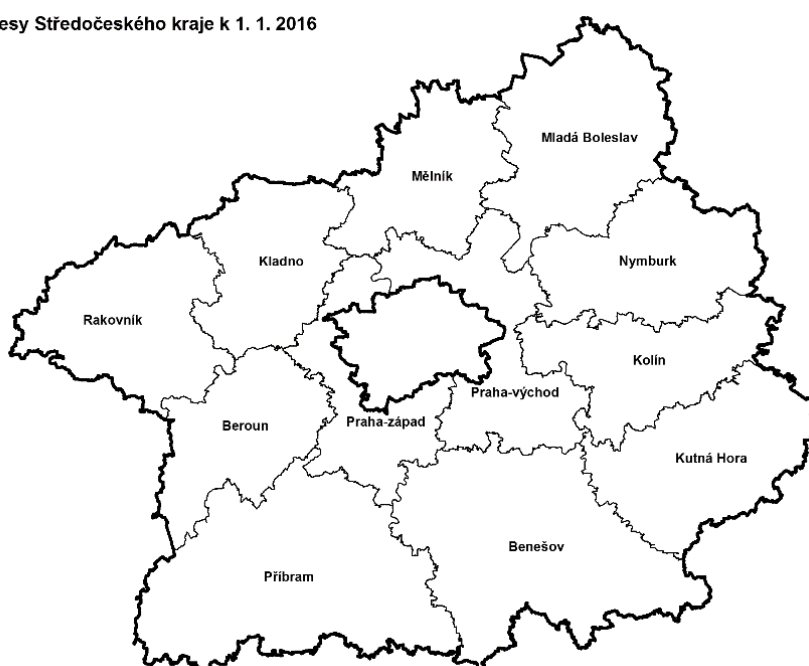 esy Středočeského kraje k 1. 1. 2016
Mladá Boleslav
Mělník
Kladno
Nymburk
Rakovník
Kolín
Praha-východ
Beroun
Praha-západ
Kutná Hora
Benešov
Příbram